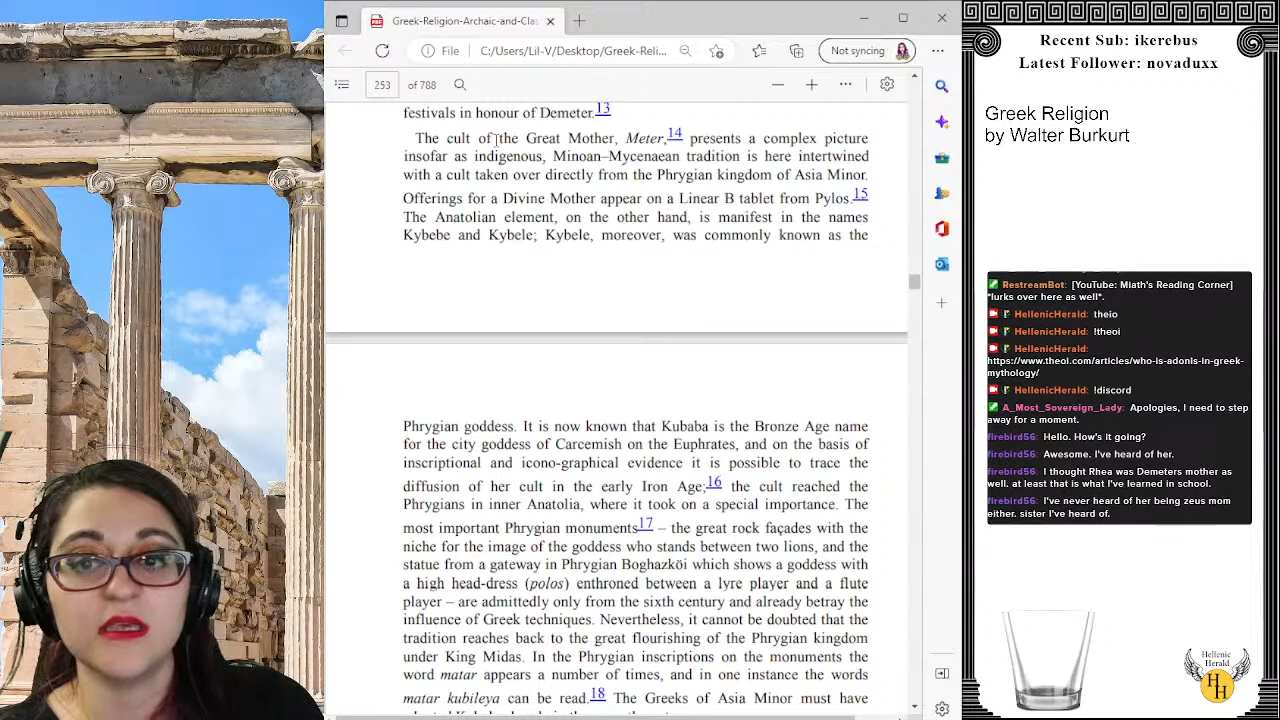 Greek-Religion-Archaic-and-Cla
File
C:/Users/Lil-V/Desktop/Greek-Reli...
Not syncing
253 of 788
festivals in honour of Demeter.13
The cult of the Great Mother, Meter,14 presents a complex picture
insofar as indigenous, Minoan–Mycenaean tradition is here intertwined
with a cult taken over directly from the Phrygian kingdom of Asia Minor.
Offerings for a Divine Mother appear on a Linear B tablet from Pylos.15
The Anatolian element, on the other hand, is manifest in the names
Kybebe and Kybele; Kybele, moreover, was commonly known as the
Phrygian goddess. It is now known that Kubaba is the Bronze Age name
for the city goddess of Carcemish on the Euphrates, and on the basis of
inscriptional and icono-graphical evidence it is possible to trace the
diffusion of her cult in the early Iron Age;16 the cult reached the
Phrygians in inner Anatolia, where it took on a special importance. The
most important Phrygian monuments17 – the great rock façades with the
niche for the image of the goddess who stands between two lions, and the
statue from a gateway in Phrygian Boghazköi which shows a goddess with
a high head-dress (polos) enthroned between a lyre player and a flute
player – are admittedly only from the sixth century and already betray the
influence of Greek techniques. Nevertheless, it cannot be doubted that the
tradition reaches back to the great flourishing of the Phrygian kingdom
under King Midas. In the Phrygian inscriptions on the monuments the
word matar appears a number of times, and in one instance the words
matar kubileya can be read.18 The Greeks of Asia Minor must have
Recent Sub: ikerebus
Latest Follower: novaduxx
Greek Religion
by Walter Burkurt
RestreamBot: [YouTube: Miath's Reading Corner]
*lurks over here as well*.
HellenicHerald: theio
HellenicHerald: !theoi
HellenicHerald:
https://www.theoi.com/articles/who-is-adonis-in-greek-
mythology/
HellenicHerald: !discord
A_Most_Sovereign_Lady: Apologies, I need to step
away for a moment.
firebird56: Hello. How's it going?
firebird56: Awesome. I've heard of her.
firebird56: I thought Rhea was Demeters mother as
well. at least that is what I've learned in school.
firebird56: I've never heard of her being zeus mom
either. sister I've heard of.
Hellenic
Herald
HH